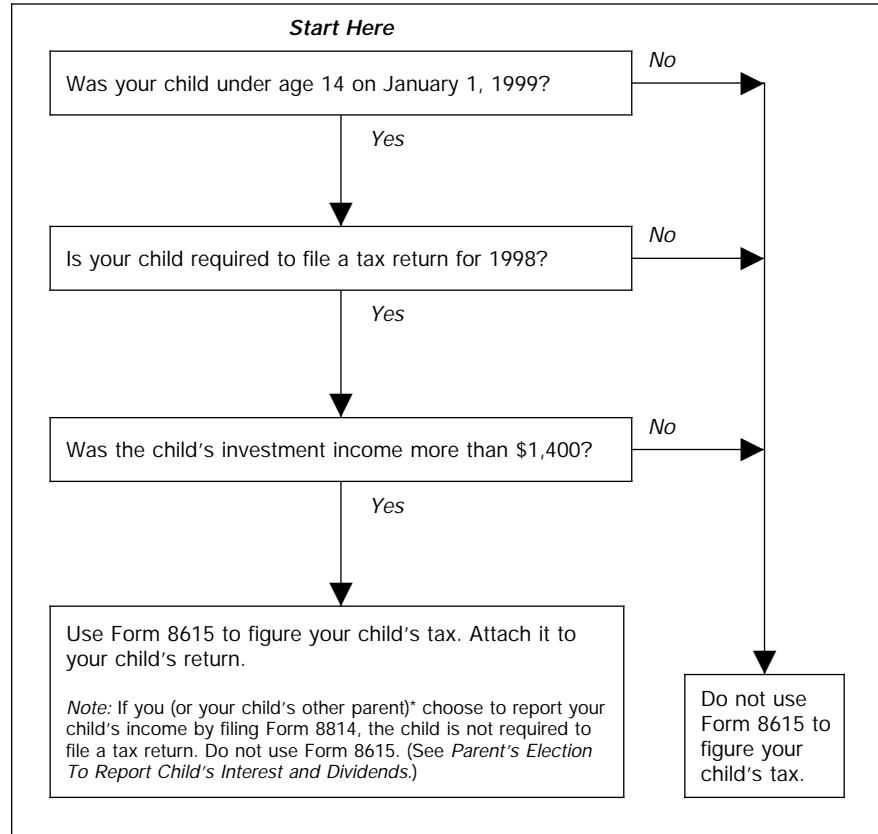 Start Here
Was your child under age 14 on January 1, 1999?
No
Yes
Is your child required to file a tax return for 1998?
No
Yes
Was the child's investment income more than $1,400?
No
Yes
Use Form 8615 to figure your child's tax. Attach it to
your child's return.
Note: If you (or your child's other parent)* choose to report your
child's income by filing Form 8814, the child is not required to
file a tax return. Do not use Form 8615. (See Parent's Election
To Report Child's Interest and Dividends.)
Do not use
Form 8615 to
figure your
child's tax.